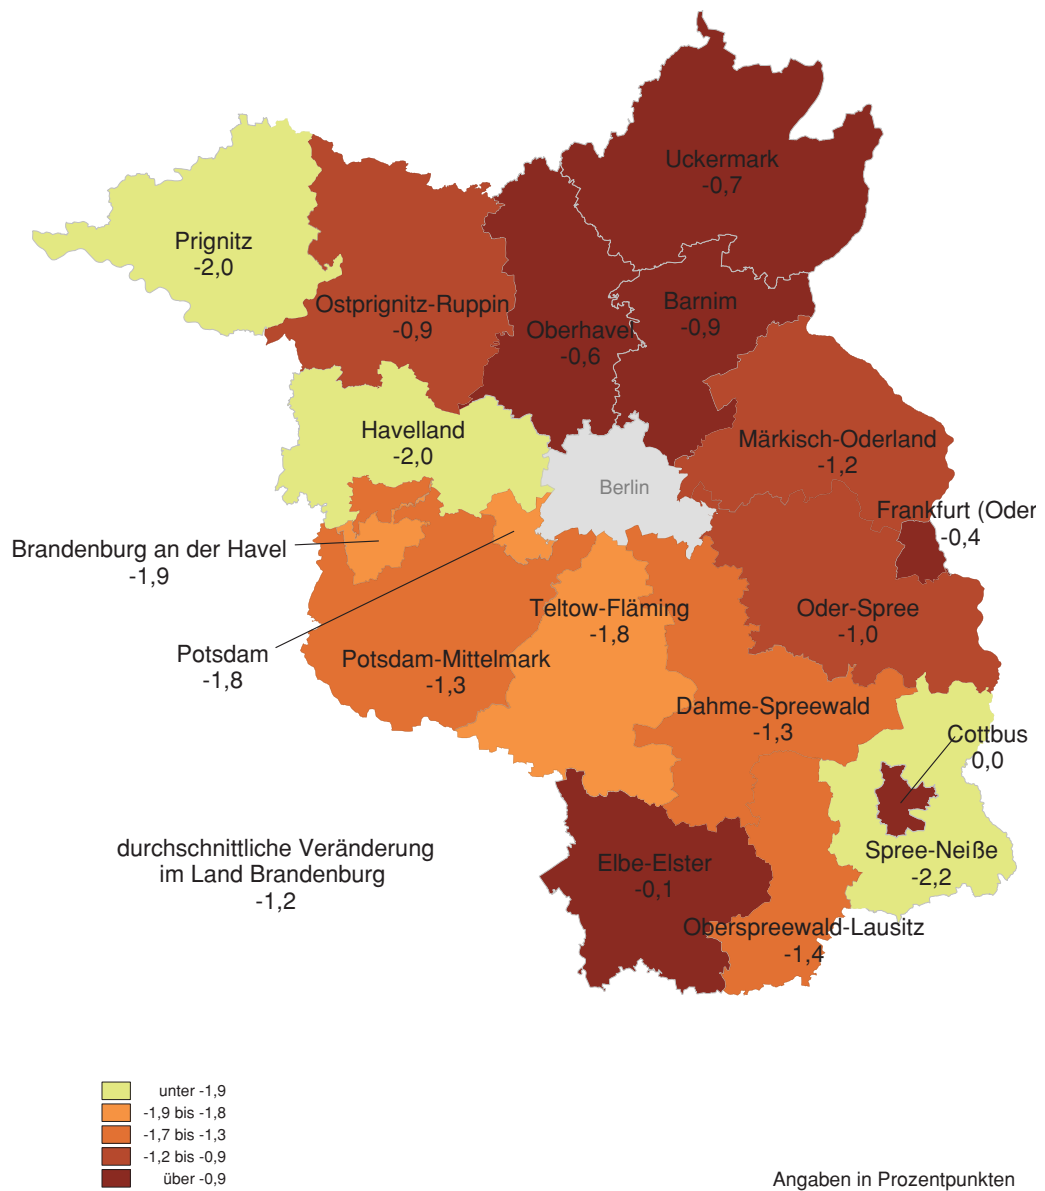 Uckermark
-0,7
Prignitz
-2,0
Ostprignitz-Ruppin
-0,9
Oberhavel
-0,6
Barnim
-0,9
Havelland
-2,0
Märkisch-Oderland
-1,2
Berlin
Frankfurt (Oder
-0,4
Brandenburg an der Havel
-1,9
Teltow-Fläming
-1,8
Oder-Spree
-1,0
Potsdam
-1,8
Potsdam-Mittelmark
-1,3
Dahme-Spreewald
-1,3
Cottbus
0,0
Spree-Neiße
-2,2
Elbe-Elster
-0,1
Oberspreewald-Lausitz
-1,4
durchschnittliche Veränderung
im Land Brandenburg
-1,2
unter -1,9
-1,9 bis -1,8
-1,7 bis -1,3
-1,2 bis -0,9
über -0,9
Angaben in Prozentpunkten